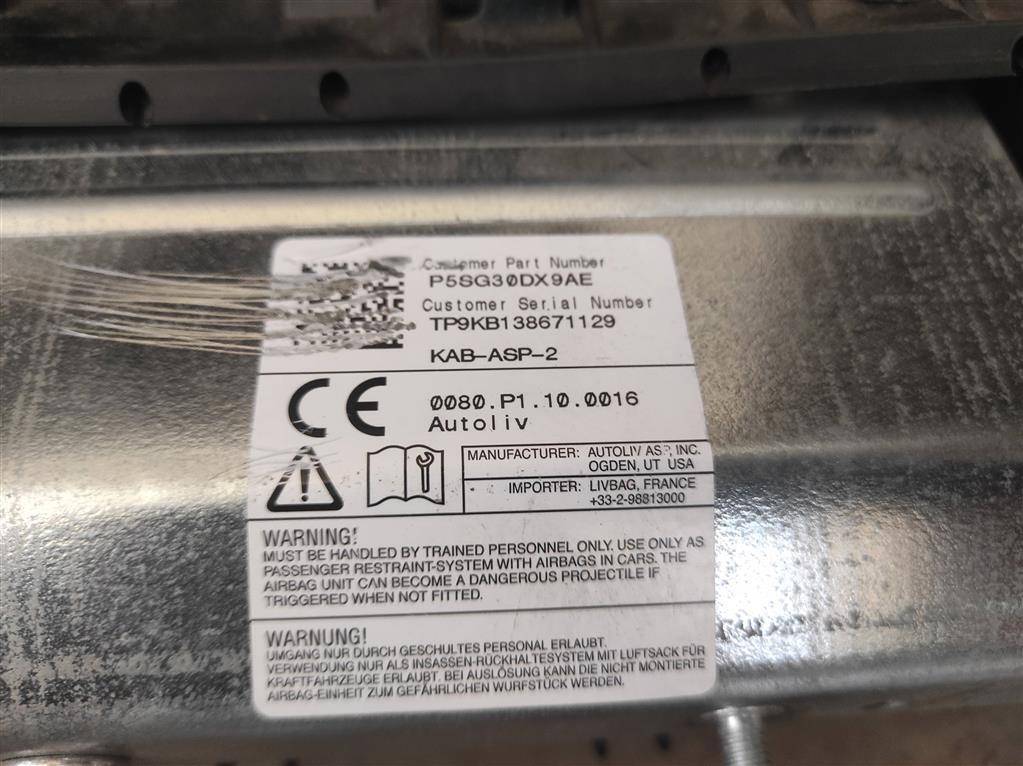 Customer Part Number
P5SG30DX9AE
Customer Serial Number
TP9KB138671129
KAB-ASP-2
CE
0080.P1.10.0016
Autoliv
MANUFACTURER: AUTOLIV ASP, INC.
OGDEN, UT USA
IMPORTER: LIVBAG, FRANCE
+33-2-98813000
WARNING!
MUST BE HANDLED BY TRAINED PERSONNEL ONLY. USE ONLY AS
PASSENGER RESTRAINT-SYSTEM WITH AIRBAGS IN CARS. THE
AIRBAG UNIT CAN BECOME A DANGEROUS PROJECTILE IF
TRIGGERED WHEN NOT FITTED.
WARNUNG!
UMGANG NUR DURCH GESCHULTES PERSONAL ERLAUBT.
VERWENDUNG NUR ALS INSASSEN-RÜCKHALTESYSTEM MIT LUFTSACK FÜR
KRAFTFAHRZEUGE ERLAUBT. BEI AUSLÖSUNG KANN DIE NICHT MONTIERTE
AIRBAG-EINHEIT ZUM GEFÄHRLICHEN WURFSTÜCK WERDEN.